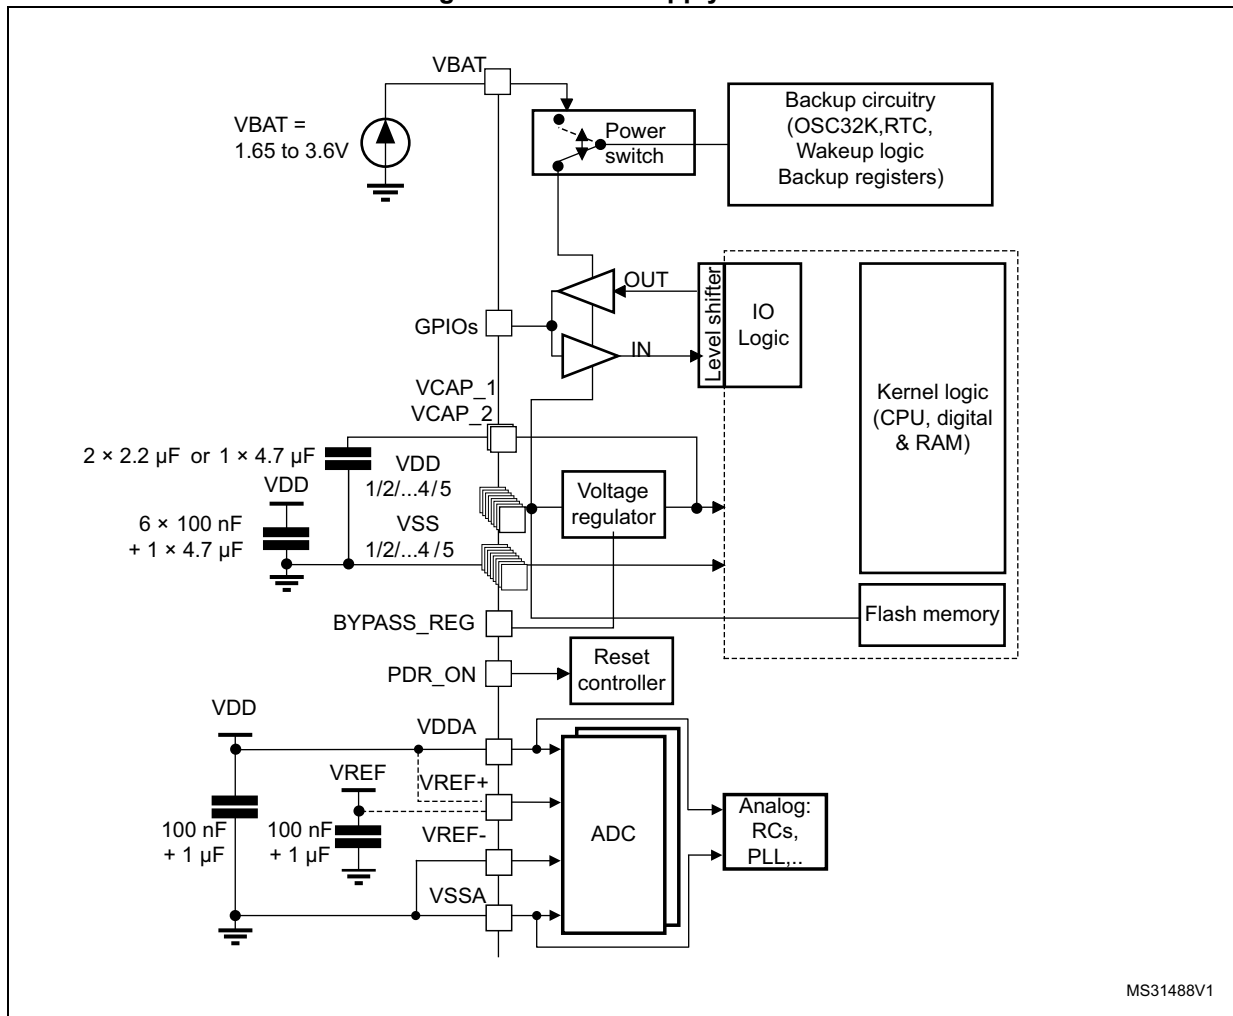 VBAT
VBAT =
1.65 to 3.6V
Power
switch
Backup circuitry
(OSC32K,RTC,
Wakeup logic
Backup registers)
OUT
GPIOs
IN
Level shifter
IO
Logic
Kernel logic
(CPU, digital
& RAM)
VCAP_1
VCAP_2
2 × 2.2 µF or 1 × 4.7 µF
VDD
VDD
1/2/...4/5
Voltage
regulator
6 × 100 nF
+ 1 × 4.7 µF
VSS
1/2/...4/5
Flash memory
BYPASS_REG
PDR_ON
Reset
controller
VDD
VDDA
VREF
VREF+
100 nF
+ 1 µF
100 nF
+ 1 µF
VREF-
ADC
Analog:
RCs,
PLL,..
VSSA
MS31488V1